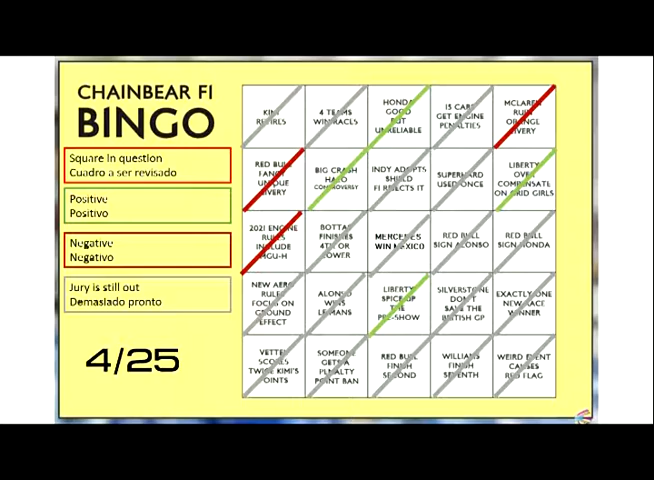 CHAINBEAR FI
BINGO
Square in question
Cuadro a ser revisado
Positive
Positivo
Negative
Negativo
Jury is still out
Demasiado pronto
4/25
KIMI
RETIRES
4 TEAMS
WIN RACES
HONDA
GOOD
BUT
UNRELIABLE
15 CARS
GET ENGINE
PENALTIES
MCLAREN
RUIN
ORANGE
LIVERY
RED BULL
FANCY
UNIQUE
LIVERY
BIG CRASH
HALO
CONTROVERSY
INDY ADOPTS
SHIELD
FI REJECTS IT
SUPERHARD
USED ONCE
LIBERTY
OVER
COMPENSATE
ON GRID GIRLS
2021 ENGINE
RULES
INCLUDE
MGU-H
BOTTAS
FINISHES
4TH OR
LOWER
MERCEDES
WIN MEXICO
RED BULL
SIGN ALONSO
RED BULL
SIGN HONDA
NEW AERO
RULES
FOCUS ON
GROUND
EFFECT
ALONSO
WINS
LE MANS
LIBERTY
SPICE UP
THE
PRE-SHOW
SILVERSTONE
DON'T
SAVE THE
BRITISH GP
EXACTLY ONE
NEW RACE
WINNER
VETTEL
SCORES
TWICE KIMI'S
POINTS
SOMEONE
GETS A
PENALTY
POINT BAN
RED BULL
FINISH
SECOND
WILLIAMS
FINISH
SEVENTH
WEIRD EVENT
CAUSES
RED FLAG